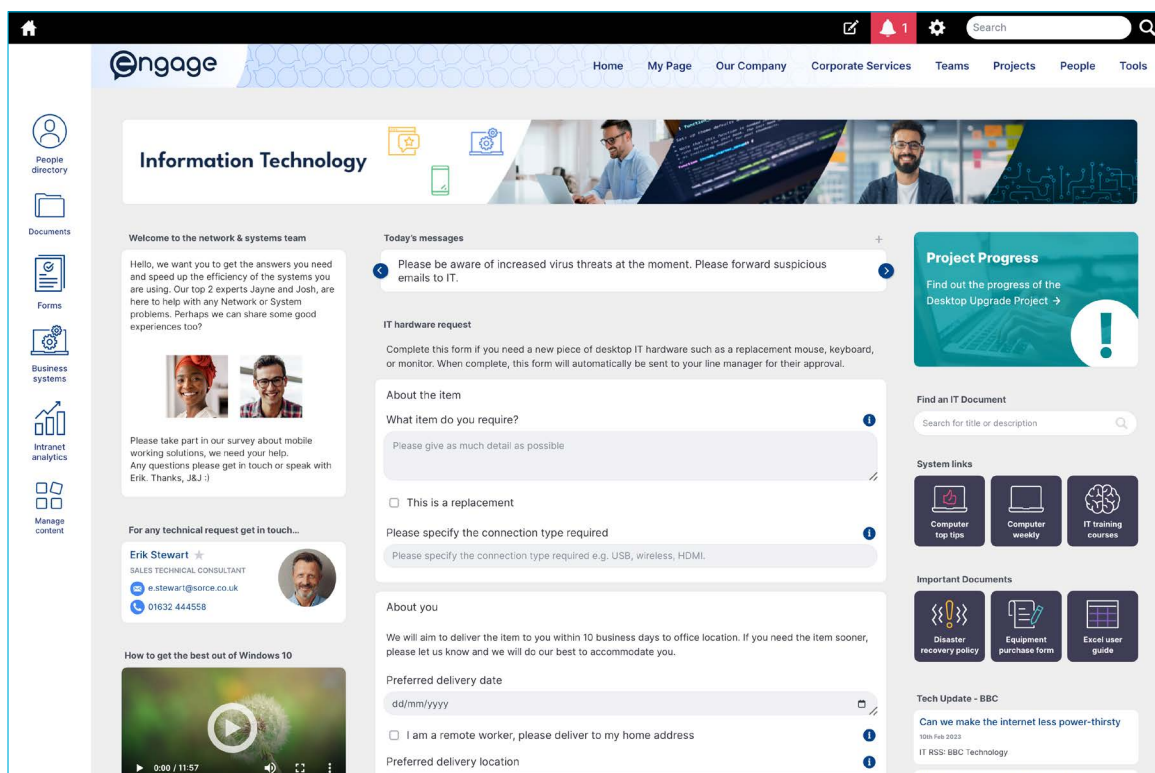 1
Search
engage
Home
My Page
Our Company
Corporate Services
Teams
Projects
People
Tools
People
directory
Documents
Forms
Business
systems
Intranet
analytics
Manage
content
Information Technology
Welcome to the network & systems team
Hello, we want you to get the answers you need
and speed up the efficiency of the systems you
are using. Our top 2 experts Jayne and Josh, are
here to help with any Network or System
problems. Perhaps we can share some good
experiences too?
Please take part in our survey about mobile
working solutions, we need your help.
Any questions please get in touch or speak with
Erik. Thanks, J&J :)
For any technical request get in touch...
Erik Stewart
SALES TECHNICAL CONSULTANT
e.stewart@sorce.co.uk
01632 444558
How to get the best out of Windows 10
0:00 / 11:57
Today's messages
Please be aware of increased virus threats at the moment. Please forward suspicious
emails to IT.
IT hardware request
Complete this form if you need a new piece of desktop IT hardware such as a replacement mouse, keyboard,
or monitor. When complete, this form will automatically be sent to your line manager for their approval.
About the item
What item do you require?
Please give as much detail as possible
This is a replacement
Please specify the connection type required
Please specify the connection type required e.g. USB, wireless, HDMI.
About you
We will aim to deliver the item to you within 10 business days to office location. If you need the item sooner,
please let us know and we will do our best to accommodate you.
Preferred delivery date
dd/mm/yyyy
I am a remote worker, please deliver to my home address
Preferred delivery location
Project Progress
Find out the progress of the
Desktop Upgrade Project →
Find an IT Document
Search for title or description
System links
Computer
top tips
Computer
weekly
IT training
courses
Important Documents
Disaster
recovery policy
Equipment
purchase form
Excel user
guide
Tech Update - BBC
Can we make the internet less power-thirsty
10th Feb 2023
IT RSS: BBC Technology